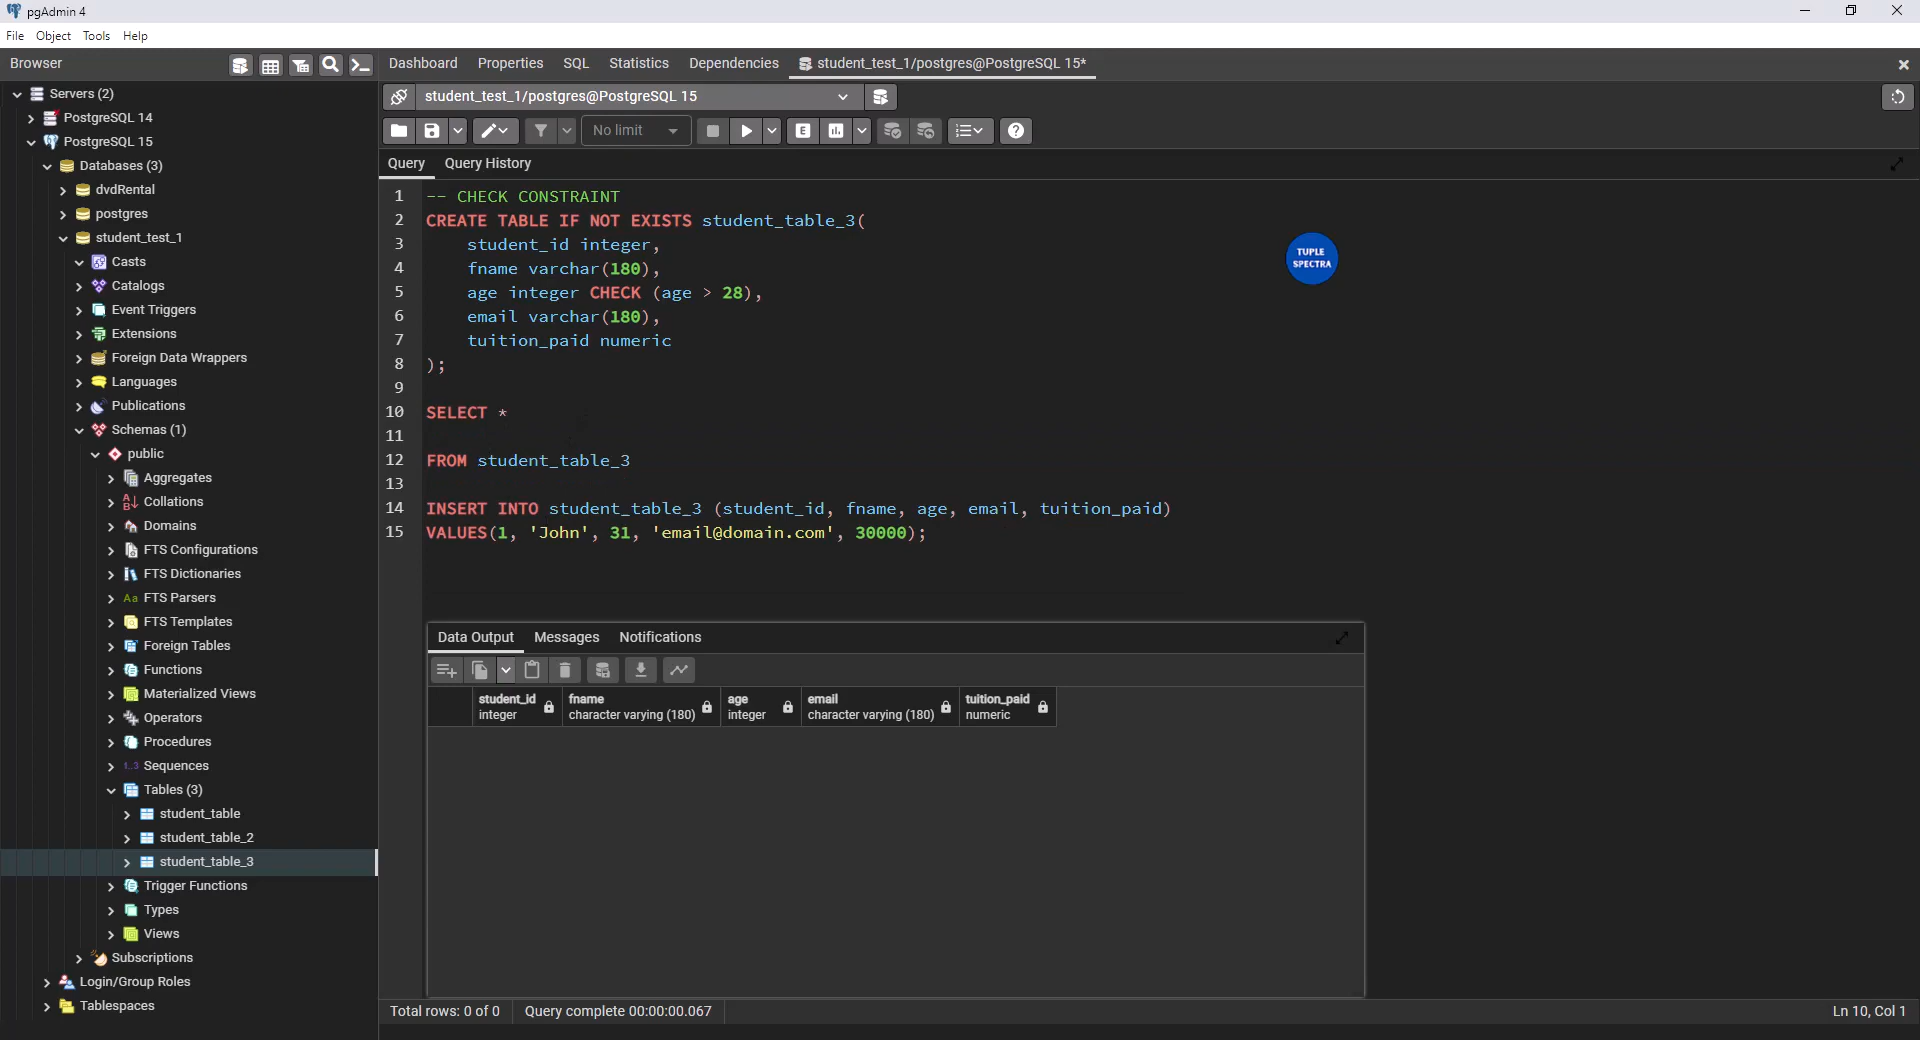 pgAdmin 4
File Object Tools Help
Browser
Dashboard Properties SQL Statistics Dependencies student_test_1/postgres@PostgreSQL 15*
Servers (2)
PostgreSQL 14
PostgreSQL 15
Databases (3)
dvdRental
postgres
student_test_1
Casts
Catalogs
Event Triggers
Extensions
Foreign Data Wrappers
Languages
Publications
Schemas (1)
public
Aggregates
Collations
Domains
FTS Configurations
FTS Dictionaries
FTS Parsers
FTS Templates
Foreign Tables
Functions
Materialized Views
Operators
Procedures
1..3 Sequences
Tables (3)
student_table
student_table_2
student_table_3
Trigger Functions
Types
Views
Subscriptions
Login/Group Roles
Tablespaces
student_test_1/postgres@PostgreSQL 15
No limit
E
Query Query History
1 -- CHECK CONSTRAINT
2 CREATE TABLE IF NOT EXISTS student_table_3(
3 student_id integer,
4 fname varchar(180),
5 age integer CHECK (age > 28),
6 email varchar(180),
7 tuition_paid numeric
8 );
9
10 SELECT *
11
12 FROM student_table_3
13
14 INSERT INTO student_table_3 (student_id, fname, age, email, tuition_paid)
15 VALUES(1, 'John', 31, 'email@domain.com', 30000);
TUPLE
SPECTRA
Data Output Messages Notifications
student_id fname age email tuition_paid
integer character varying (180) integer character varying (180) numeric
Total rows: 0 of 0 Query complete 00:00:00.067 Ln 10, Col 1